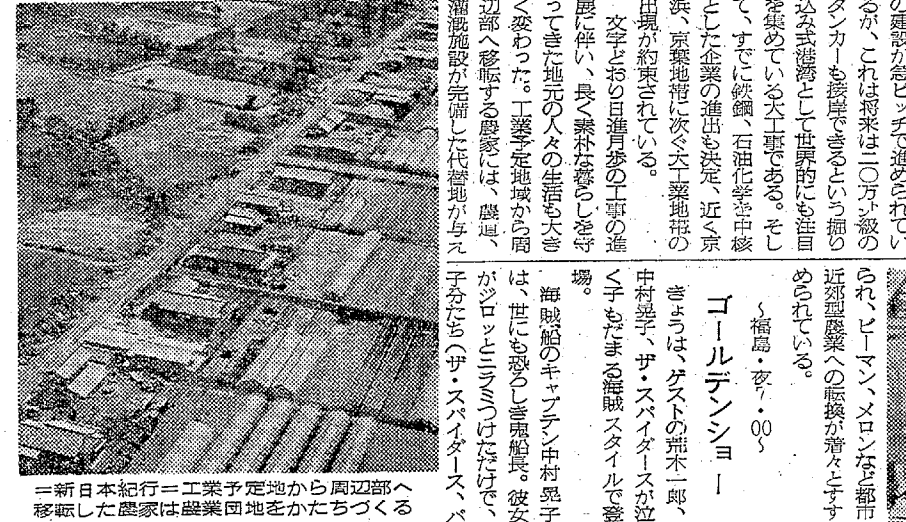 の建設が急ピッチで進められてい
るが、これは将来は二〇万㌧級の
タンカーも接岸できるという掘り
込み式港湾として世界的にも注目
を集めている大工事である。そし
て、すでに鉄鋼、石油化学を中核
とした企業の進出も決定、近く京
浜、京葉地帯に次ぐ大工業地帯の
出現が約束されている。
文字どおり日進月歩の工事の進
展に伴い、長く素朴な暮らしを守
ってきた地元の人々の生活も大き
く変わった。工業予定地域から周
辺部へ移転する農家には、農道、
灌漑施設が完備した代替地が与え
られ、ピーマン、メロンなど都市
近郊型農業への転換が着々とすす
められている。
〜福島・夜7・00〜
ゴールデンショー
きょうは、ゲストの荒木一郎、
中村晃子、ザ・スパイダースが泣
く子もだまる海賊スタイルで登
場。
海賊船のキャプテン中村晃子
は、世にも恐ろしき鬼船長。彼女
がジロッとニラミつけただけで、
子分たち（ザ・スパイダース、パ
＝新日本紀行＝工業予定地から周辺部へ
移転した農家は農業団地をかたちづくる